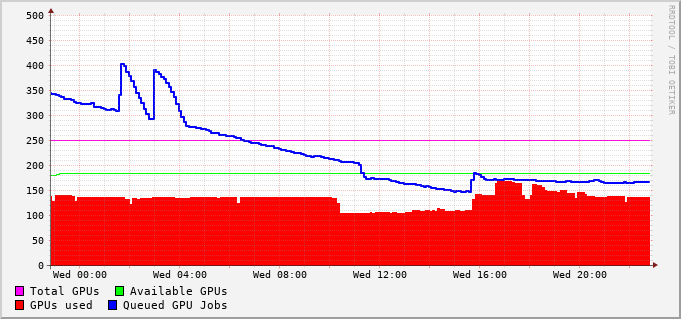 500
450
400
350
300
250
200
150
100
50
0
Wed 00:00 Wed 04:00 Wed 08:00 Wed 12:00 Wed 16:00 Wed 20:00
Total GPUs Available GPUs
GPUs used Queued GPU Jobs
RRDTOOL / TOBI OETIKER